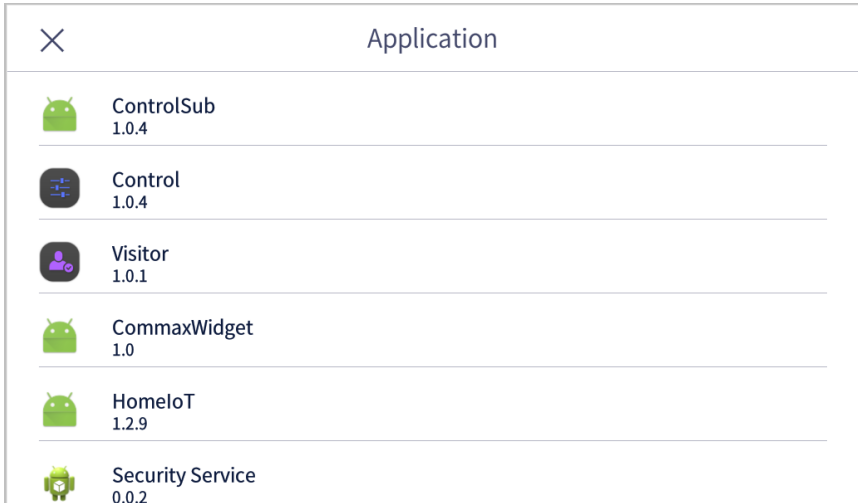 Application
ControlSub
1.0.4
Control
1.0.4
Visitor
1.0.1
CommaxWidget
1.0
HomeIoT
1.2.9
Security Service
0.0.2